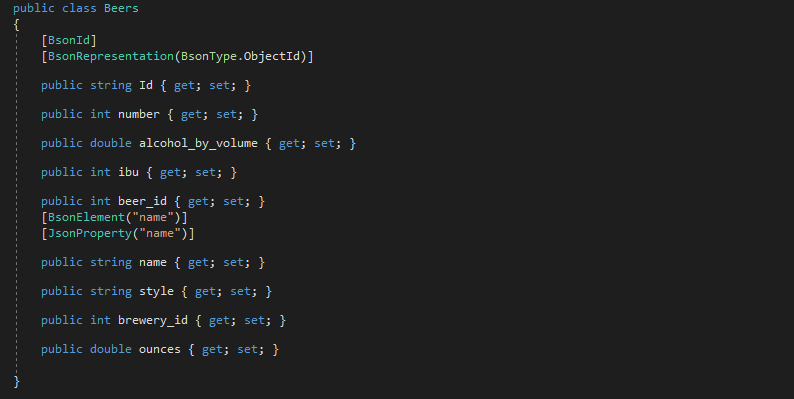 public class Beers
{
[BsonId]
[BsonRepresentation(BsonType.ObjectId)]
public string Id { get; set; }
public int number { get; set; }
public double alcohol_by_volume { get; set; }
public int ibu { get; set; }
public int beer_id { get; set; }
[BsonElement("name")]
[JsonProperty("name")]
public string name { get; set; }
public string style { get; set; }
public int brewery_id { get; set; }
public double ounces { get; set; }
}